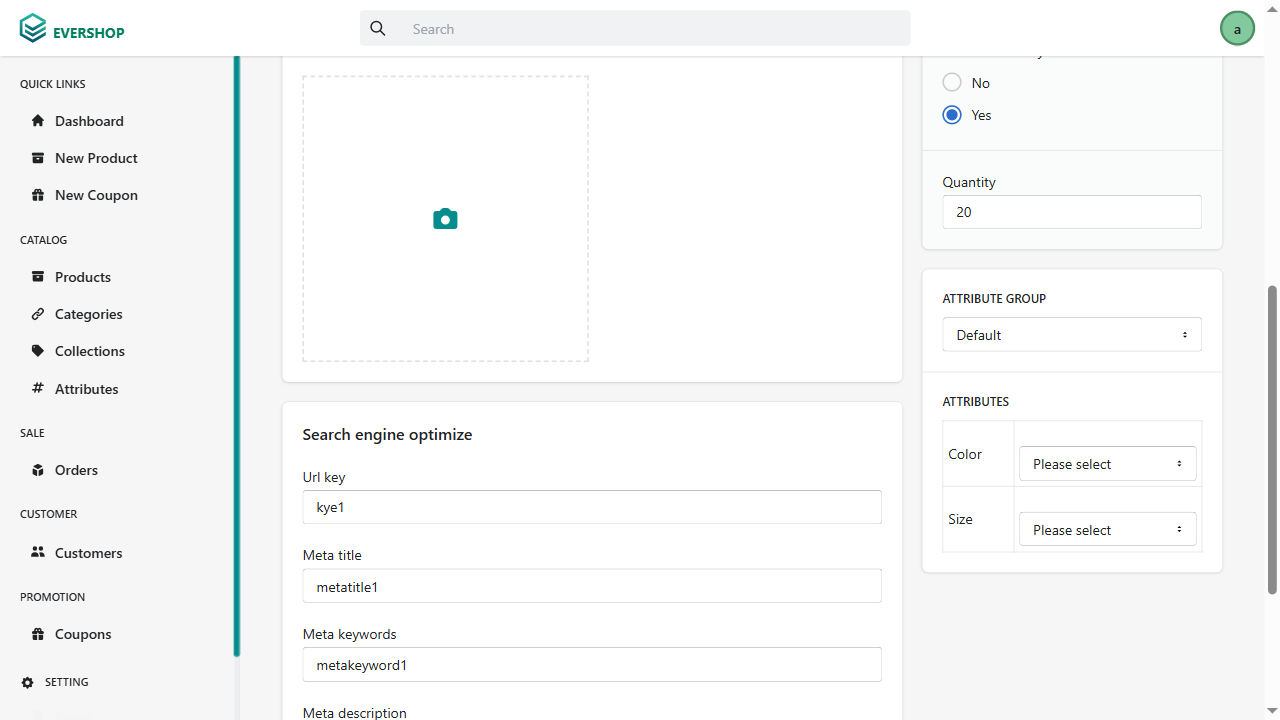 EVERSHOP
Search
a
QUICK LINKS
Dashboard
New Product
New Coupon
CATALOG
Products
Categories
Collections
Attributes
SALE
Orders
CUSTOMER
Customers
PROMOTION
Coupons
SETTING
Search engine optimize
Url key
kye1
Meta title
metatitle1
Meta keywords
metakeyword1
Meta description
No
Yes
Quantity
20
ATTRIBUTE GROUP
Default
ATTRIBUTES
Color
Please select
Size
Please select